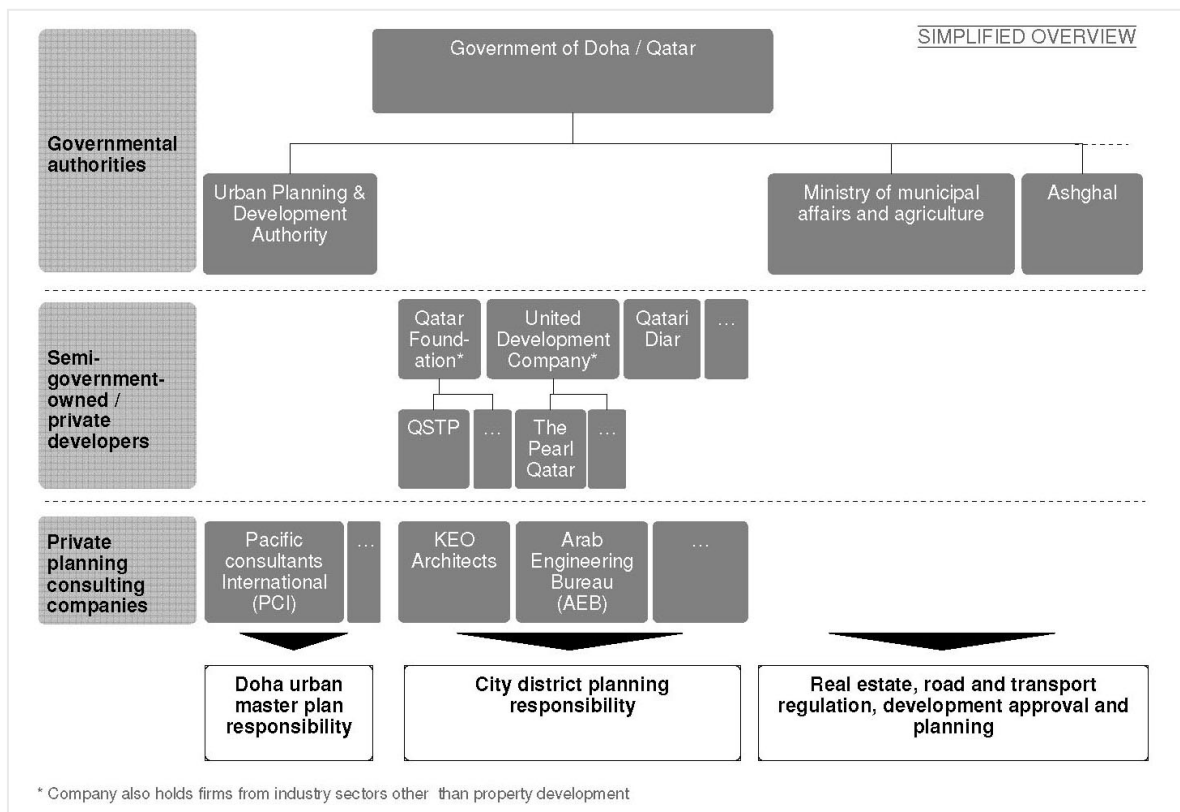 SIMPLIFIED OVERVIEW
Government of Doha / Qatar
Governmental
authorities
Urban Planning &
Development
Authority
Ministry of municipal
affairs and agriculture
Ashghal
Semi-
government-
owned /
private
developers
Qatar
Found-
ation*
United
Development
Company*
Qatari
Diar
...
QSTP
...
The
Pearl
Qatar
...
Private
planning
consulting
companies
Pacific
consultants
International
(PCI)
...
KEO
Architects
Arab
Engineering
Bureau
(AEB)
...
Doha urban
master plan
responsibility
City district planning
responsibility
Real estate, road and transport
regulation, development approval and
planning
* Company also holds firms from industry sectors other than property development